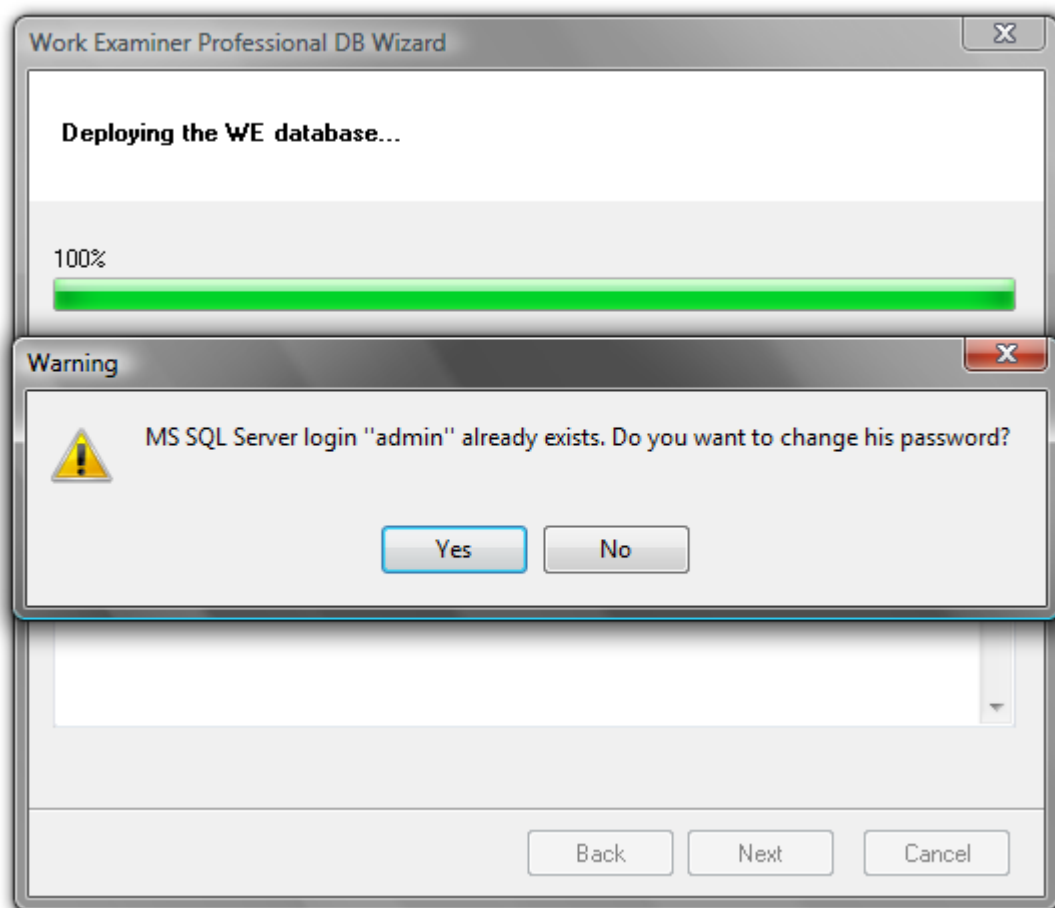 Work Examiner Professional DB Wizard
Deploying the WE database...
100%
Warning
MS SQL Server login "admin" already exists. Do you want to change his password?
Yes No
Back Next Cancel